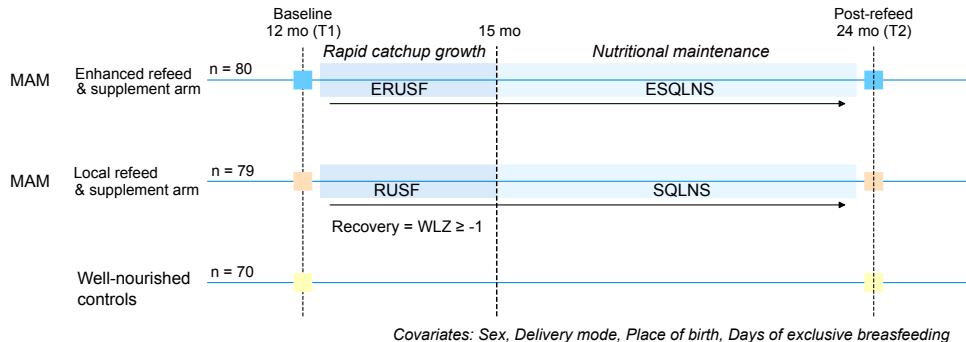 Baseline
12 mo (T1)
15 mo
Post-refeed
24 mo (T2)
Rapid catchup growth
Nutritional maintenance
MAM
Enhanced refeed
& supplement arm
n = 80
ERUSF
ESQLNS
MAM
Local refeed
& supplement arm
n = 79
RUSF
SQLNS
Recovery = WLZ ≥ -1
Well-nourished
controls
n = 70
Covariates: Sex, Delivery mode, Place of birth, Days of exclusive breasfeeding